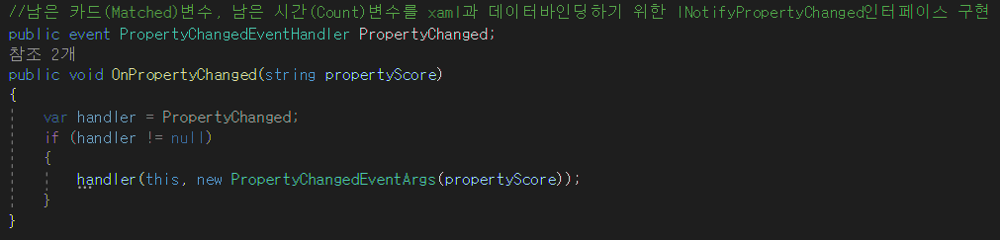 //남은 카드(Matched)변수, 남은 시간(Count)변수를 xaml과 데이터바인딩하기 위한 INotifyPropertyChanged인터페이스 구현
public event PropertyChangedEventHandler PropertyChanged;
참조 2개
public void OnPropertyChanged(string propertyScore)
{
var handler = PropertyChanged;
if (handler != null)
{
handler(this, new PropertyChangedEventArgs(propertyScore));
}
}